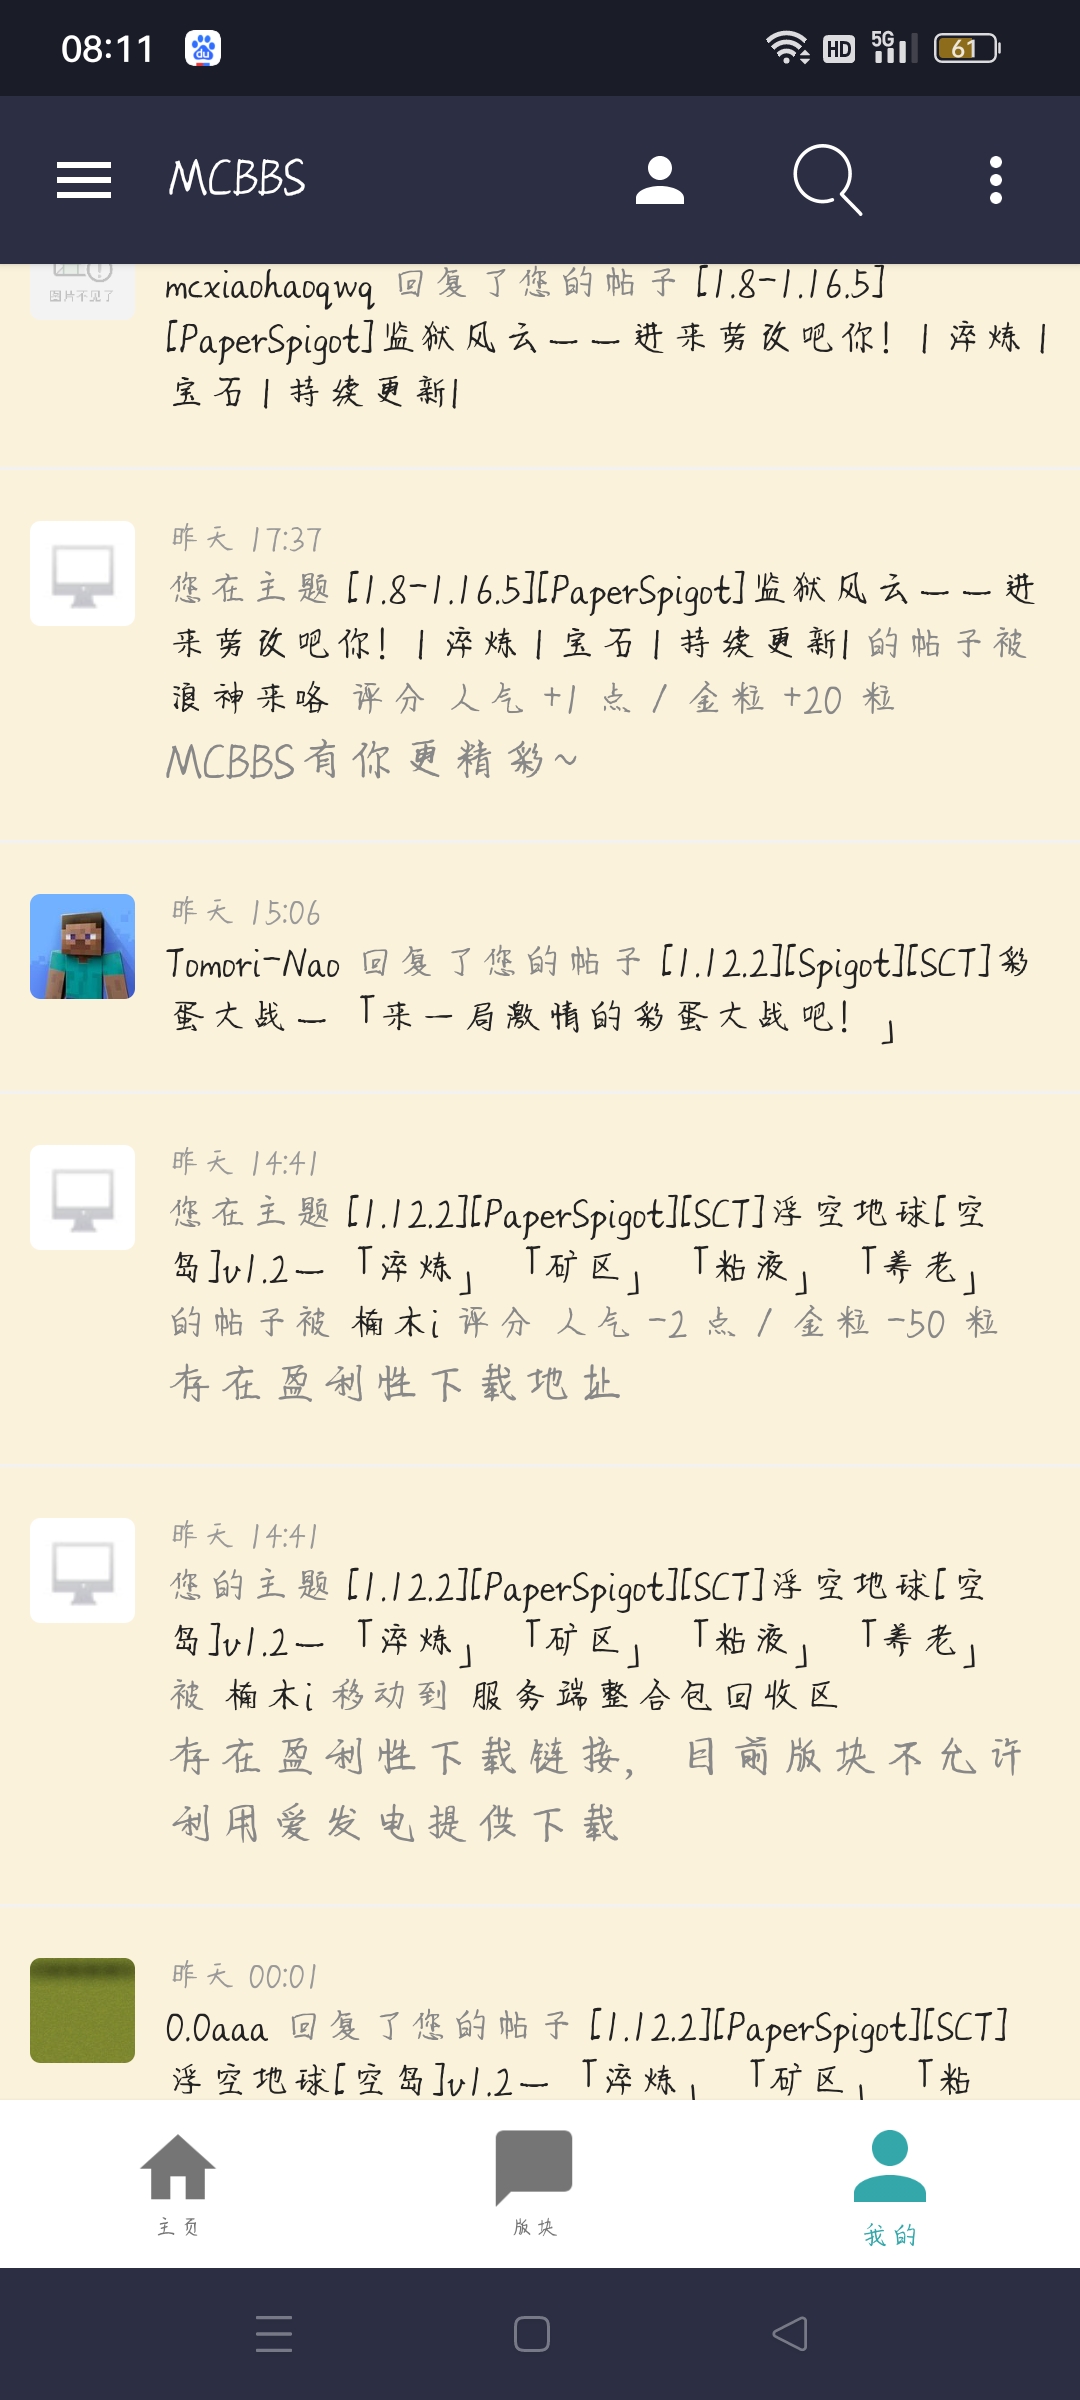 08:11
du
HD
5G
61
MCBBS
图片不见了
mcxiaohaoqwq 回复了您的帖子 [1.8-1.16.5]
[PaperSpigot]监狱风云——进来劳改吧你！|淬炼|
宝石|持续更新|
昨天 17:37
您在主题 [1.8-1.16.5][PaperSpigot]监狱风云——进
来劳改吧你！|淬炼|宝石|持续更新| 的帖子被
浪神来咯 评分 人气 +1 点 / 金粒 +20 粒
MCBBS有你更精彩~
昨天 15:06
Tomori-Nao 回复了您的帖子 [1.12.2][Spigot][SCT]彩
蛋大战—「来一局激情的彩蛋大战吧！」
昨天 14:41
您在主题 [1.12.2][PaperSpigot][SCT]浮空地球[空
岛]v1.2—「淬炼」「矿区」「粘液」「养老」
的帖子被 楠木i 评分 人气 -2 点 / 金粒 -50 粒
存在盈利性下载地址
昨天 14:41
您的主题 [1.12.2][PaperSpigot][SCT]浮空地球[空
岛]v1.2—「淬炼」「矿区」「粘液」「养老」
被 楠木i 移动到 服务端整合包回收区
存在盈利性下载链接，目前版块不允许
利用爱发电提供下载
昨天 00:01
0.0aaa 回复了您的帖子 [1.12.2][PaperSpigot][SCT]
浮空地球[空岛]v1.2—「淬炼」「矿区」「粘
主页
版块
我的